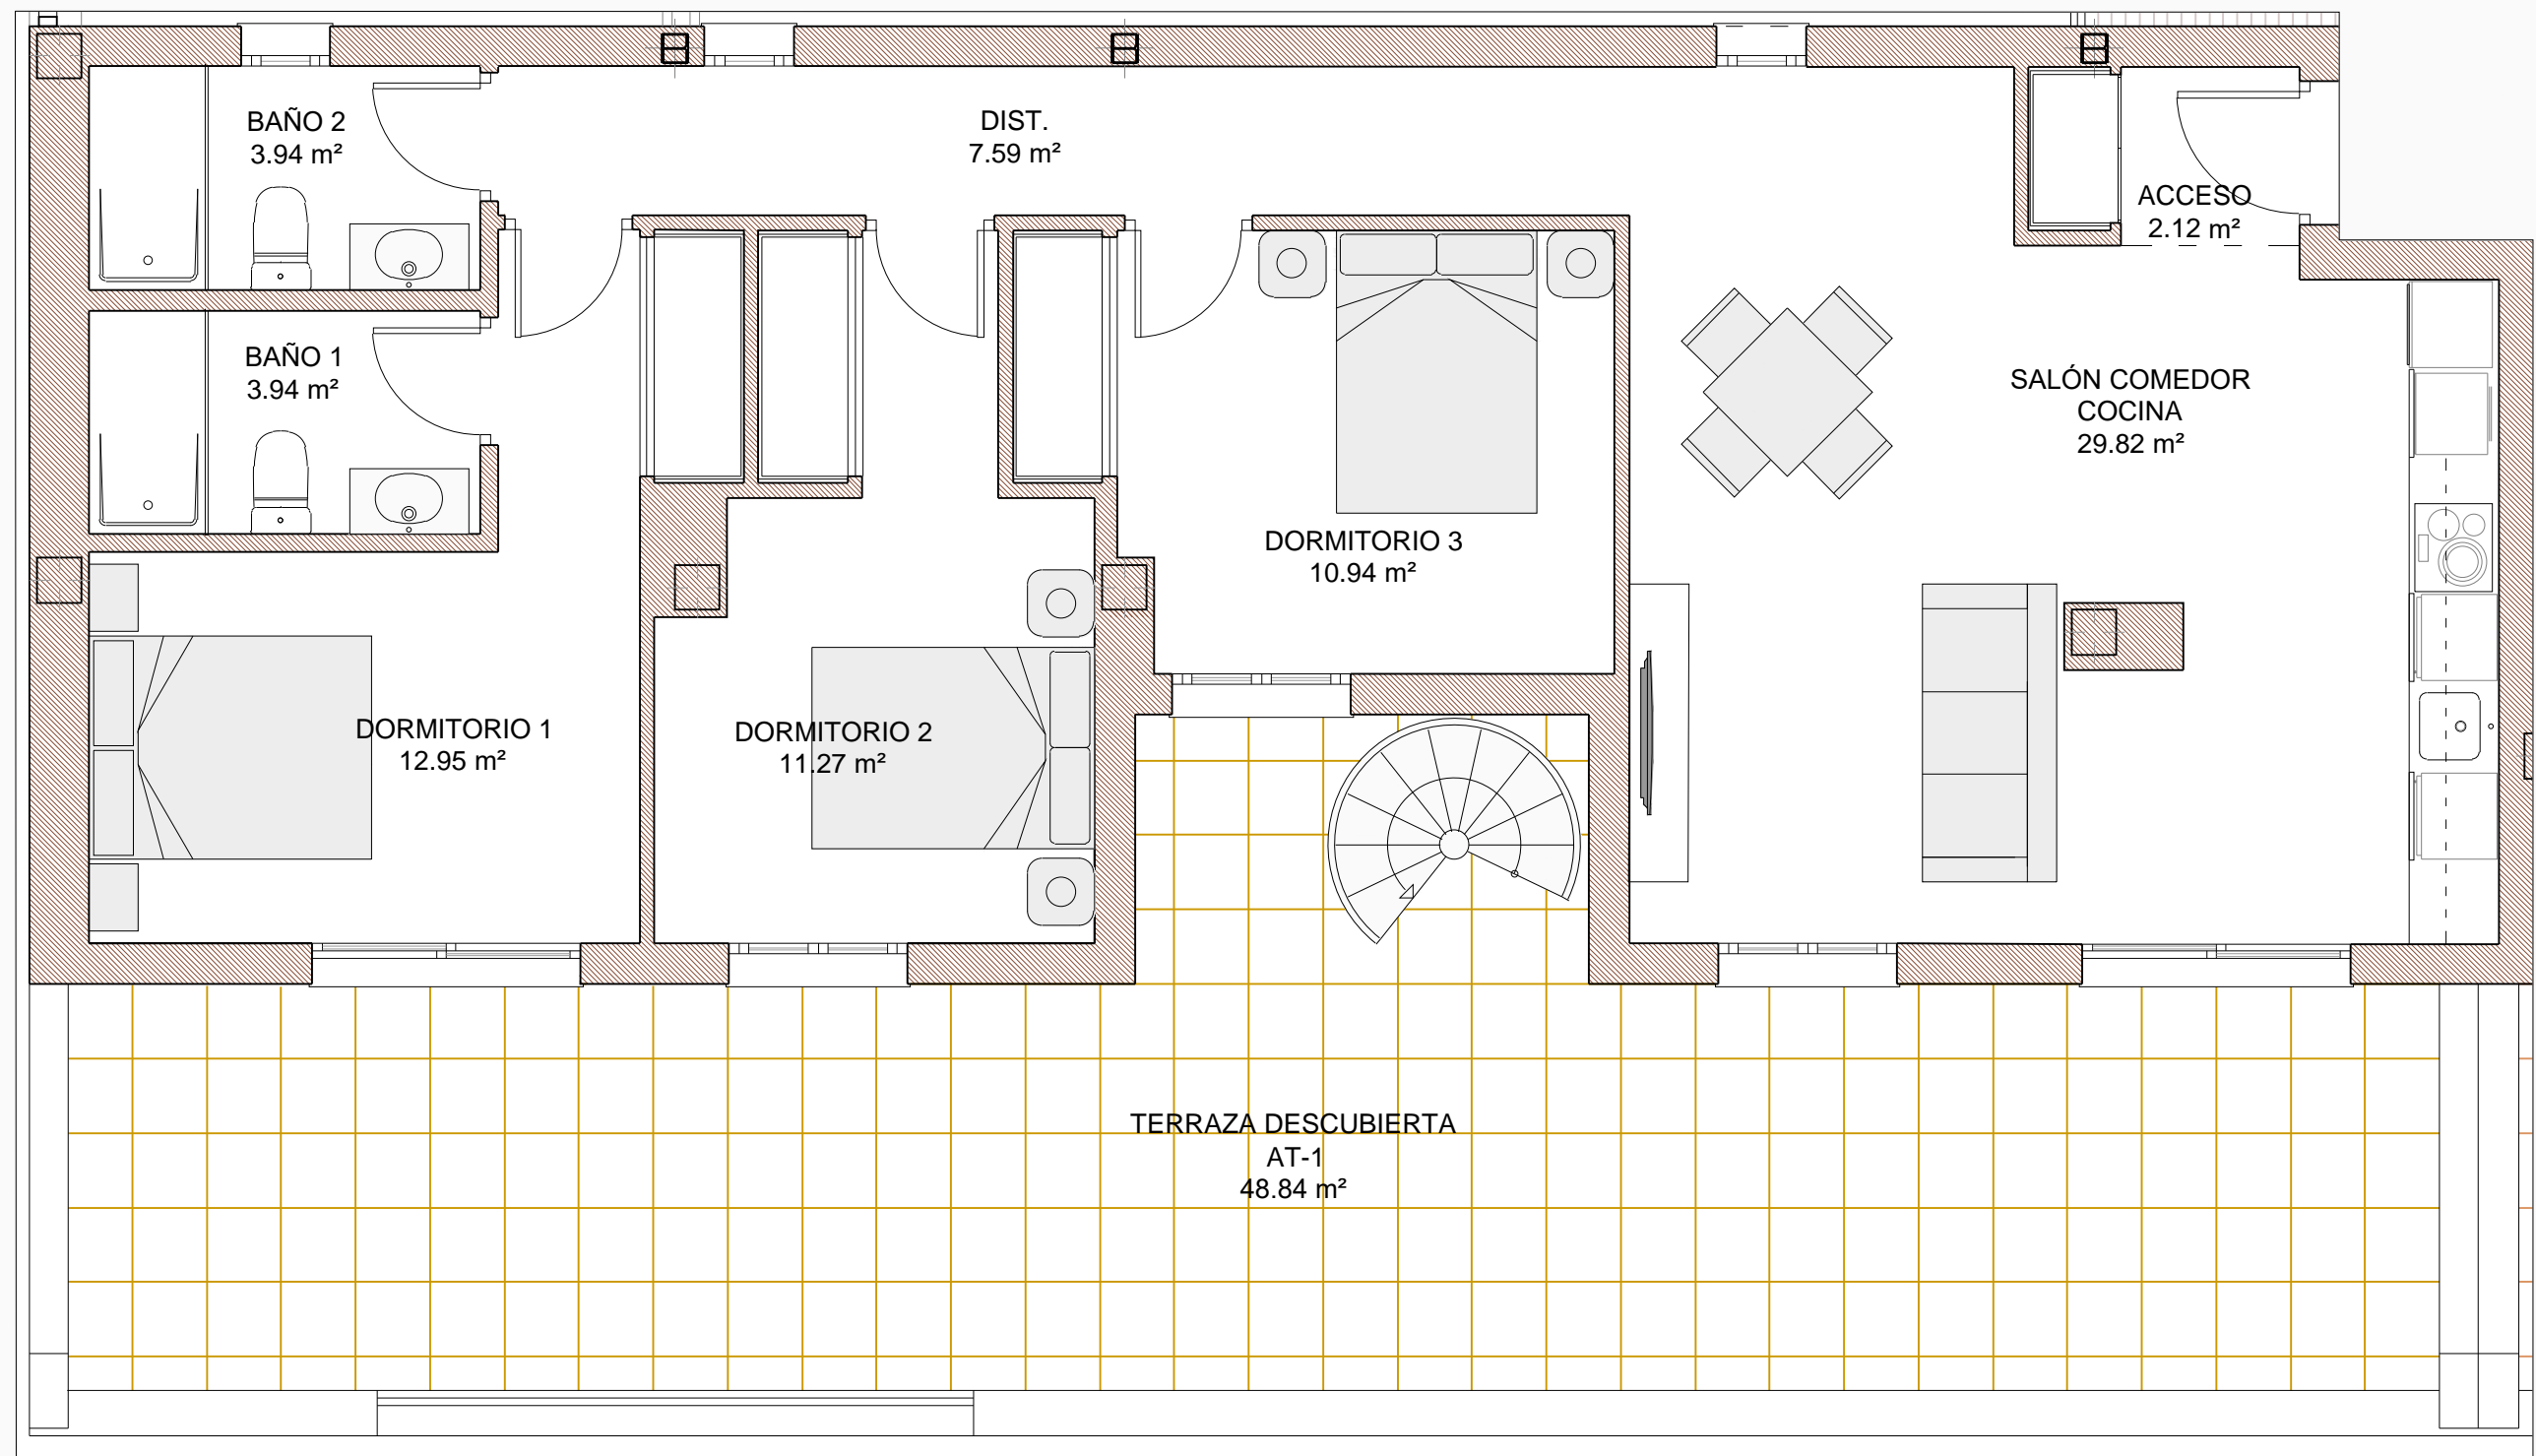 BAÑO 2
3.94 m²
DIST.
7.59 m²
ACCESO
2.12 m²
BAÑO 1
3.94 m²
SALÓN COMEDOR
COCINA
29.82 m²
DORMITORIO 3
10.94 m²
DORMITORIO 1
12.95 m²
DORMITORIO 2
11.27 m²
TERRAZA DESCUBIERTA
AT-1
48.84 m²